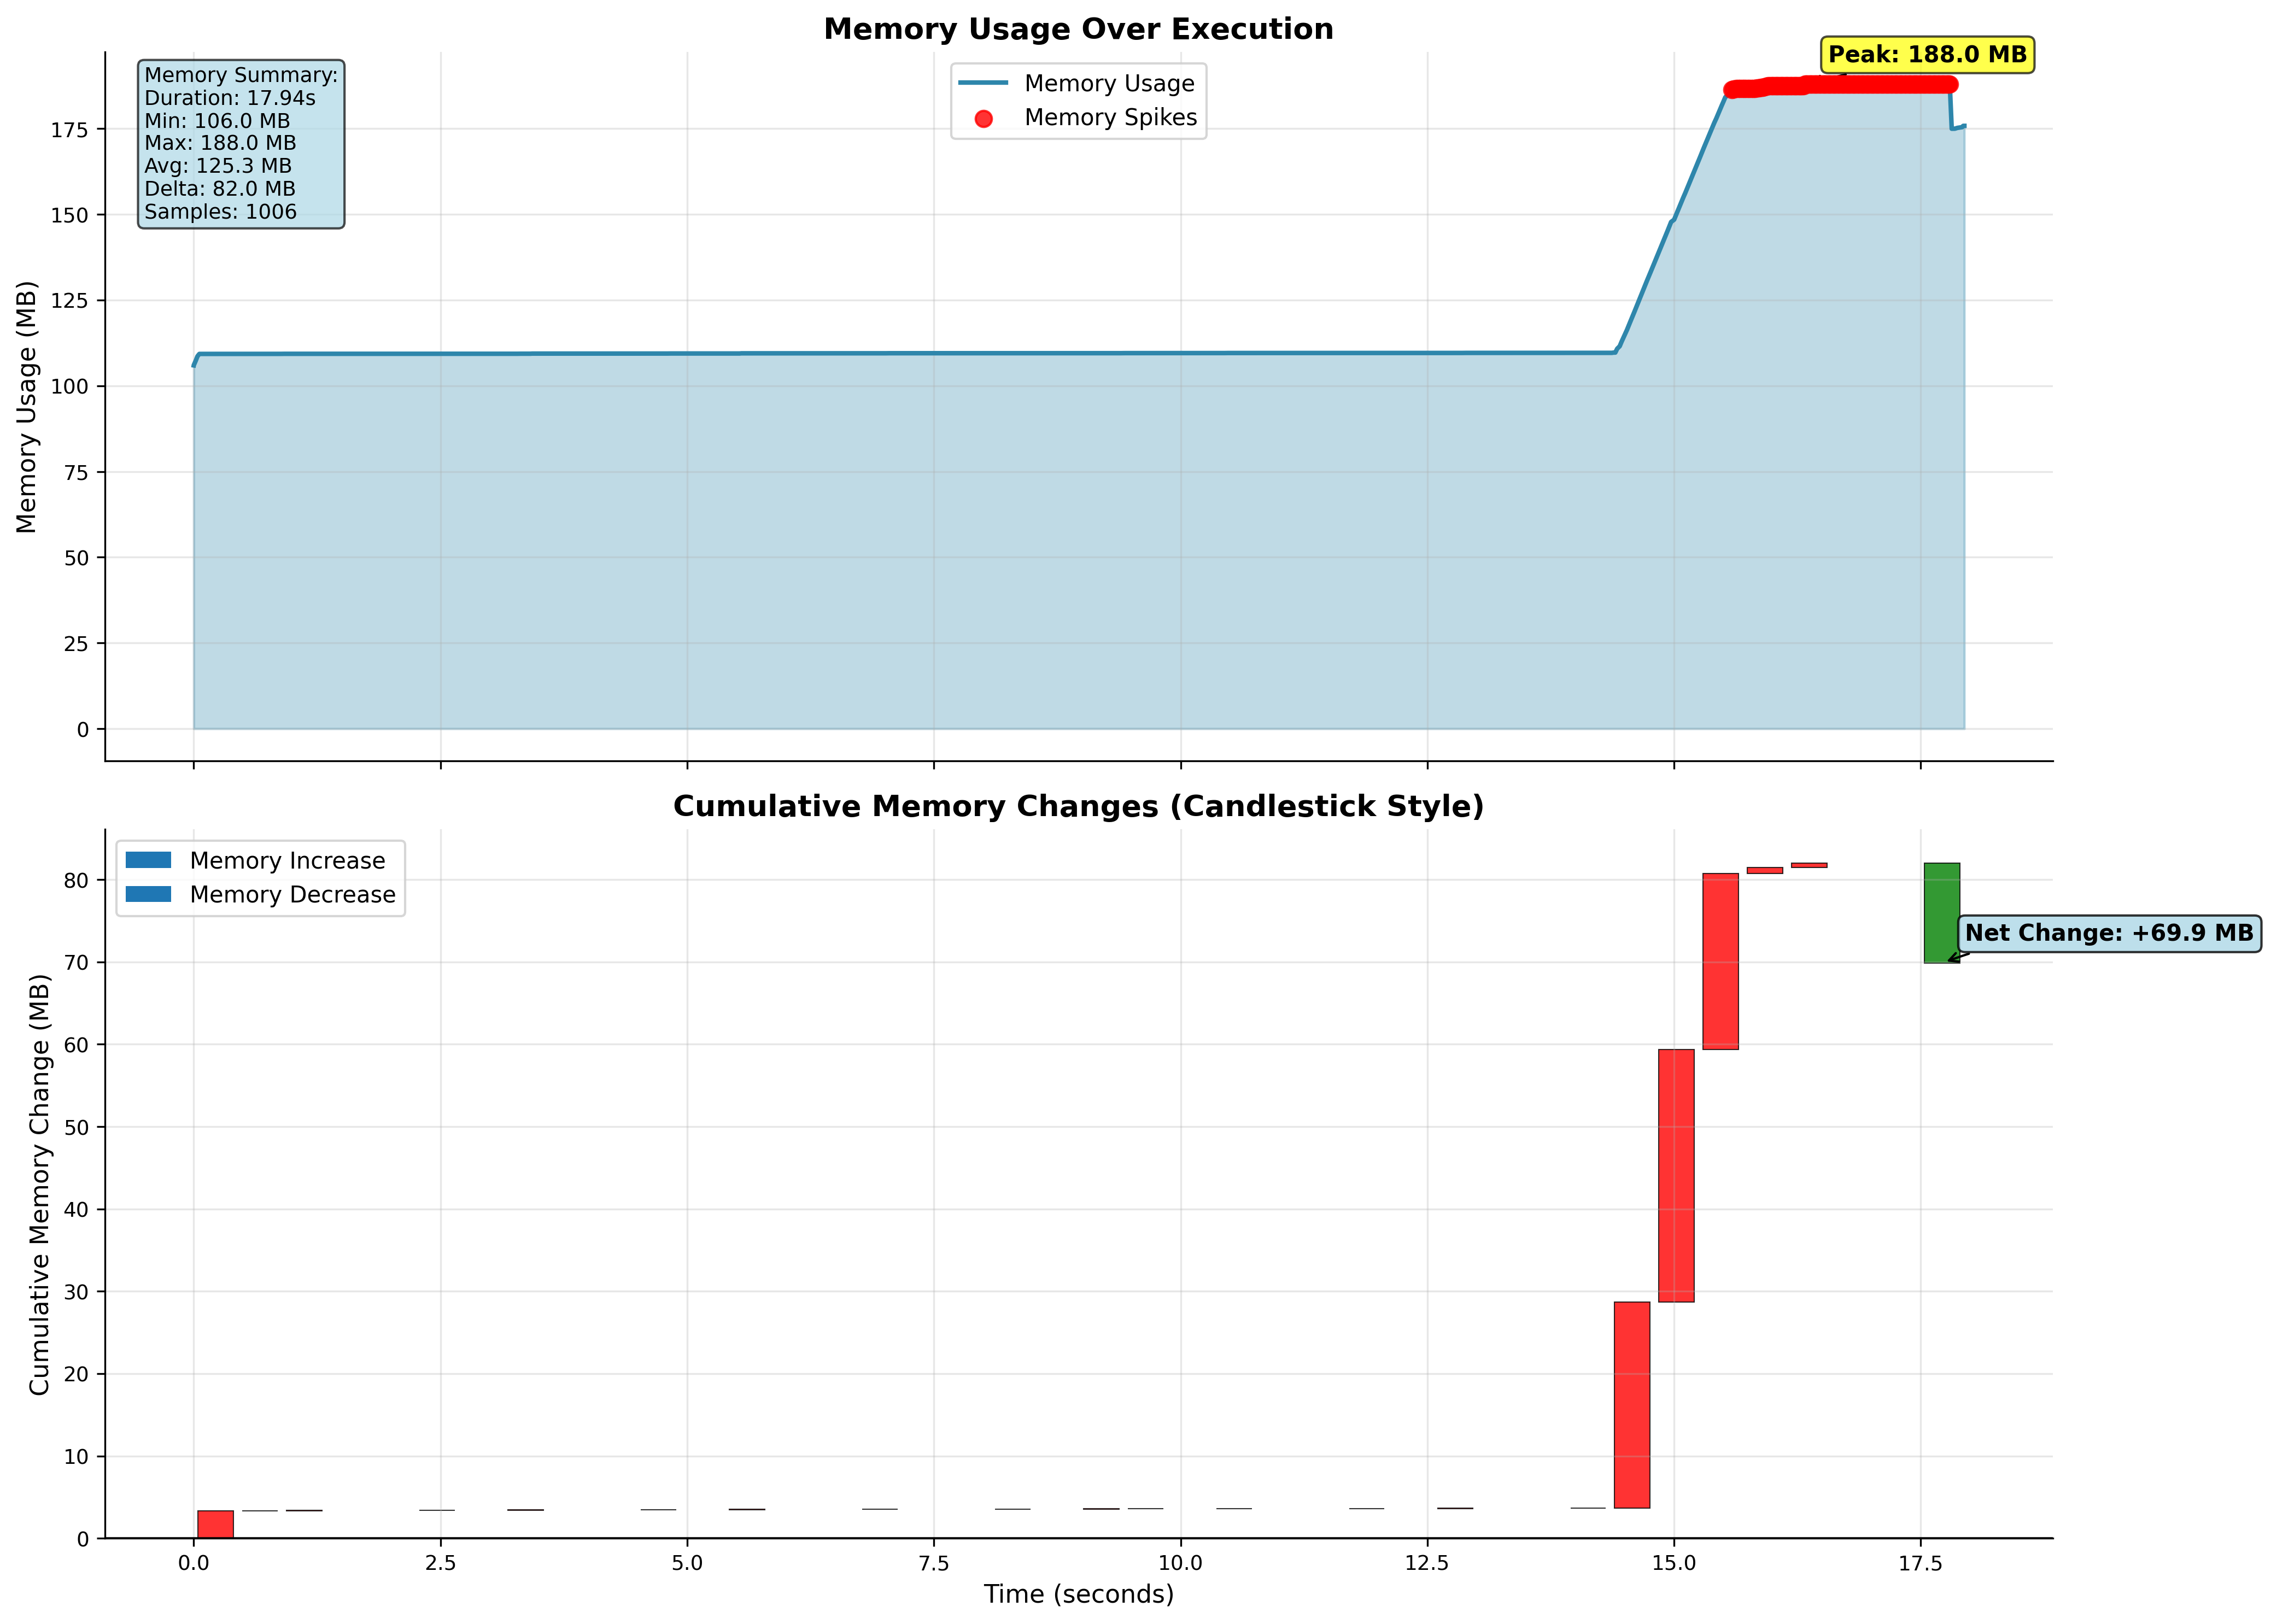 Memory Usage Over Execution
Peak: 188.0 MB
Memory Summary:
Duration: 17.94s
Min: 106.0 MB
Max: 188.0 MB
Avg: 125.3 MB
Delta: 82.0 MB
Samples: 1006
Memory Usage
Memory Spikes
Memory Usage (MB)
175
150
125
100
75
50
25
0
Cumulative Memory Changes (Candlestick Style)
Memory Increase
Memory Decrease
Net Change: +69.9 MB
Cumulative Memory Change (MB)
80
70
60
50
40
30
20
10
0
0.0 2.5 5.0 7.5 10.0 12.5 15.0 17.5
Time (seconds)